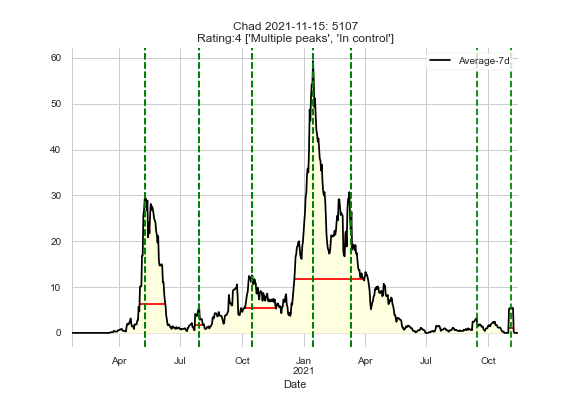 Chad 2021-11-15: 5107
Rating:4 ['Multiple peaks', 'In control']
Average-7d
60
50
40
30
20
10
0
Apr Jul Oct Jan Apr Jul Oct
2021
Date